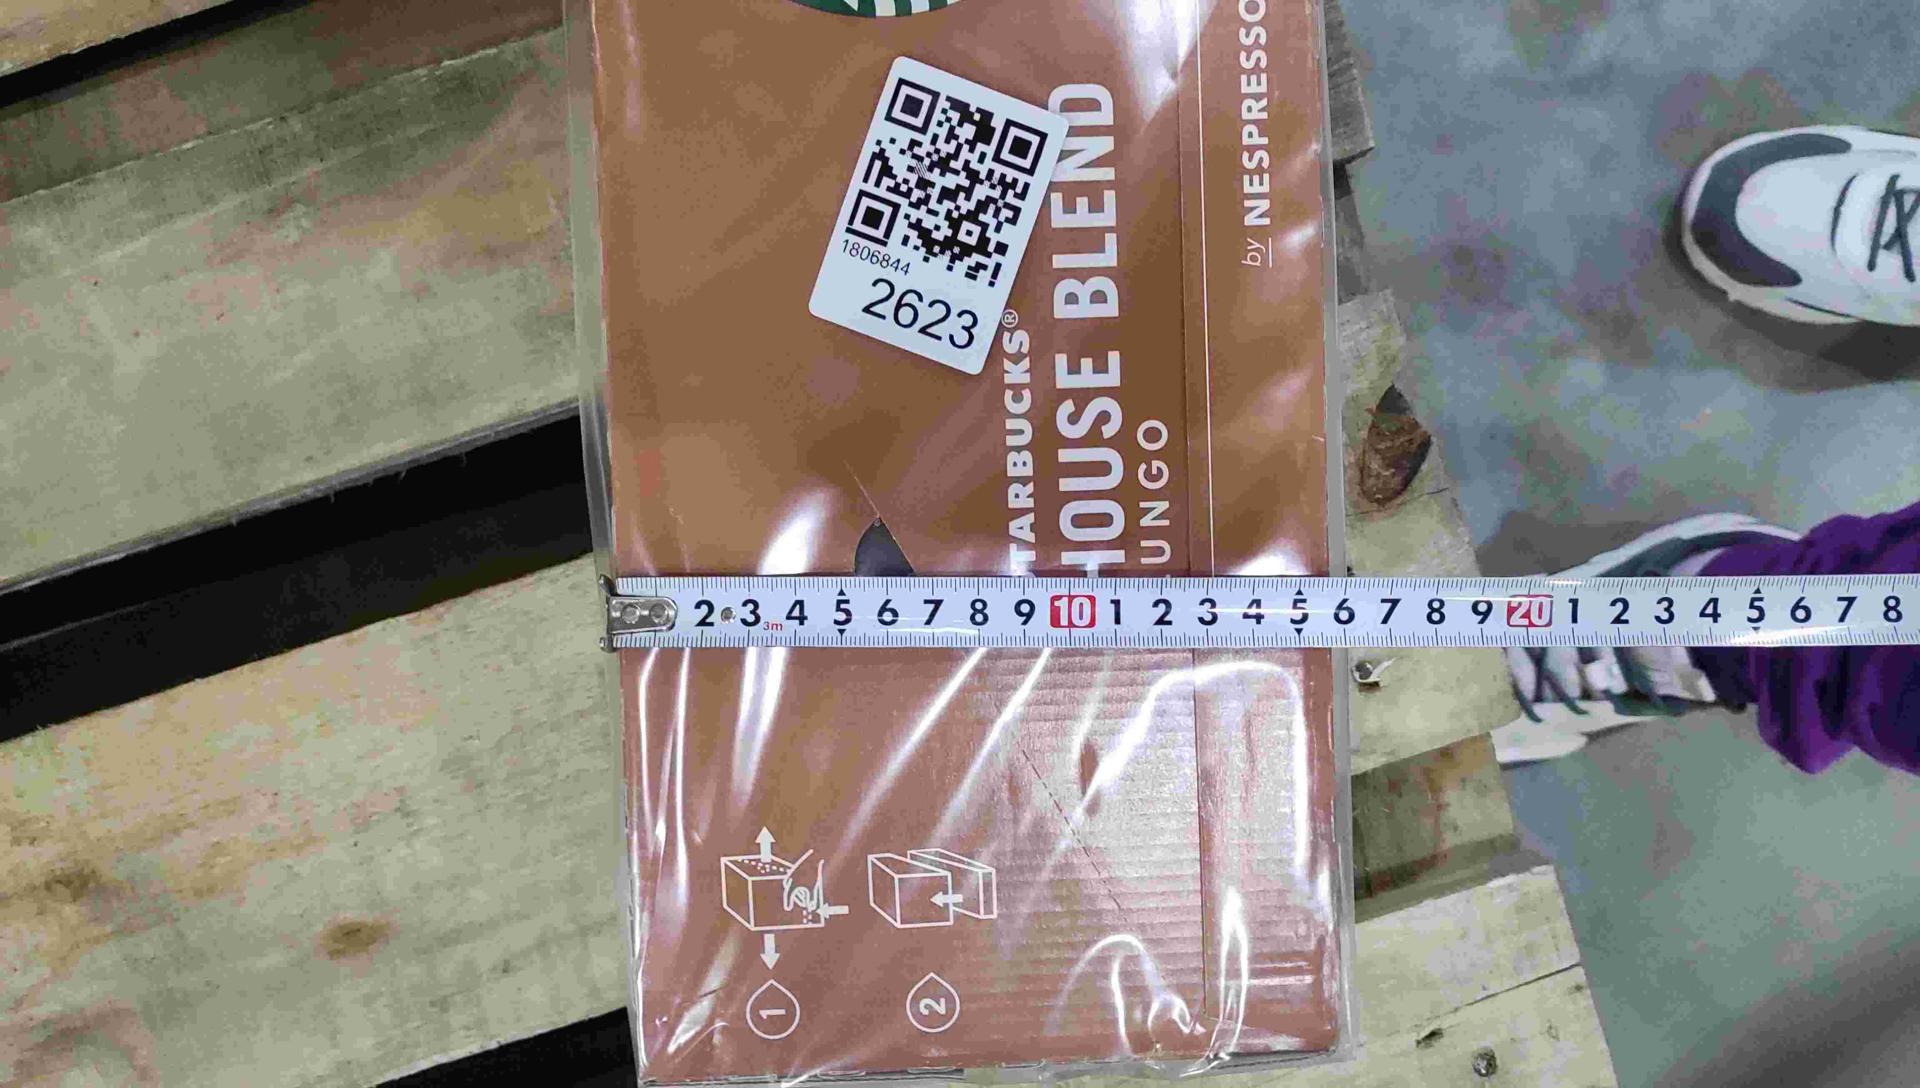 1806844
2623
STARBUCKS®
HOUSE BLEND
LUNGO
by NESPRESSO
2 3 4 5 6 7 8 9 10 1 2 3 4 5 6 7 8 9 20 1 2 3 4 5 6 7 8
3m
1
2